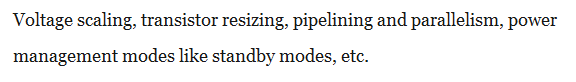 Voltage scaling, transistor resizing, pipelining and parallelism, power
management modes like standby modes, etc.